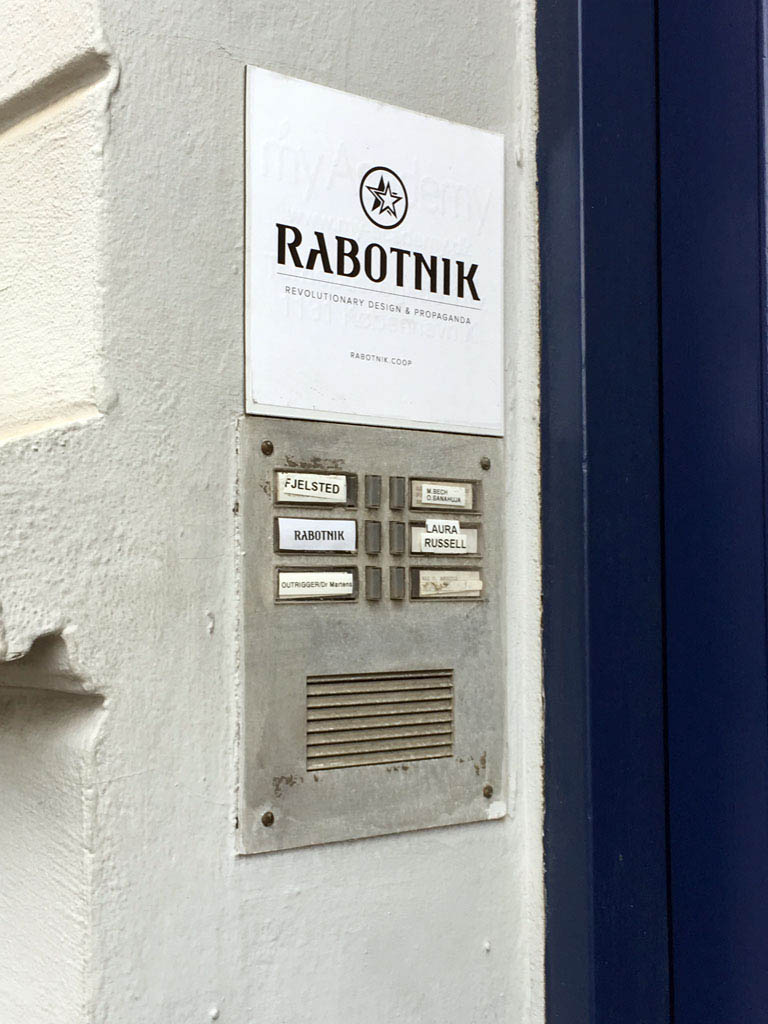 RABOTNIK
REVOLUTIONARY DESIGN & PROPAGANDA
RABOTNIK.COOP
FJELSTED
M.BECH
O.SANAHUJA
RABOTNIK
LAURA
RUSSELL
OUTRIGGER/Dr Martens